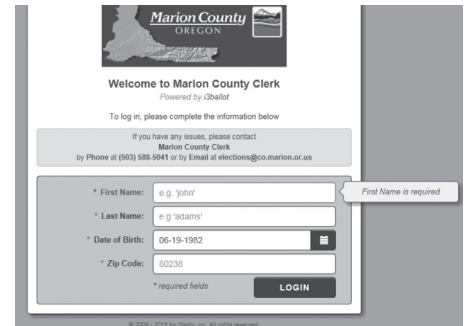 Marion County
OREGON
Welcome to Marion County Clerk
Powered by i3ballot
To log in, please complete the information below
If you have any issues, please contact
Marion County Clerk
by Phone at (503) 588-5041 or by Email at elections@co.marion.or.us
* First Name: e.g. 'john' First Name is required
* Last Name: e.g 'adams'
* Date of Birth: 06-19-1982
* Zip Code: 80238
* required fields LOGIN